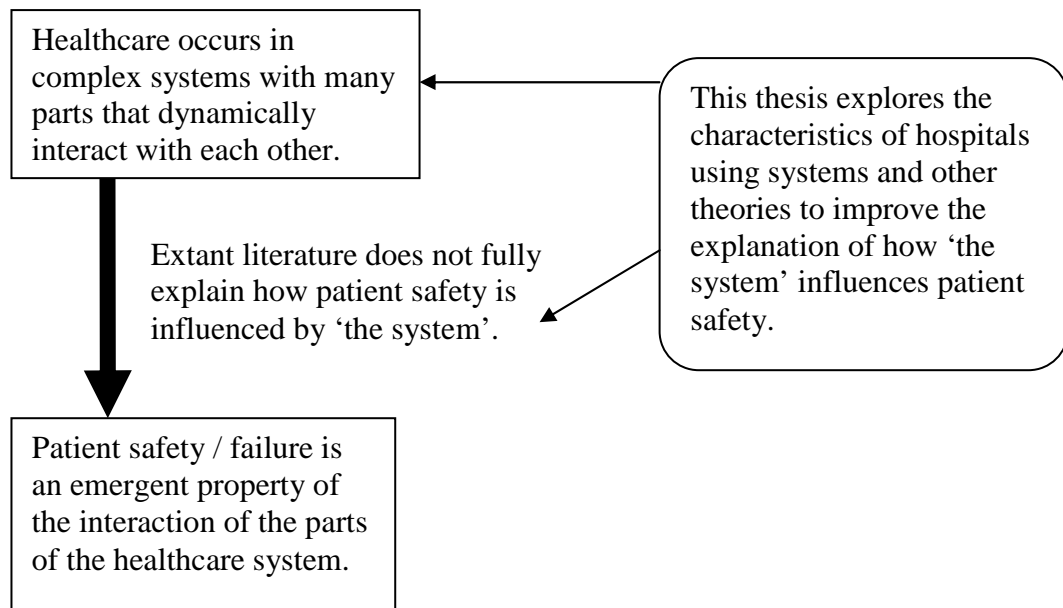 Healthcare occurs in
complex systems with many
parts that dynamically
interact with each other.
This thesis explores the
characteristics of hospitals
using systems and other
theories to improve the
explanation of how ‘the
system’ influences patient
safety.
Extant literature does not fully
explain how patient safety is
influenced by ‘the system’.
Patient safety / failure is
an emergent property of
the interaction of the parts
of the healthcare system.